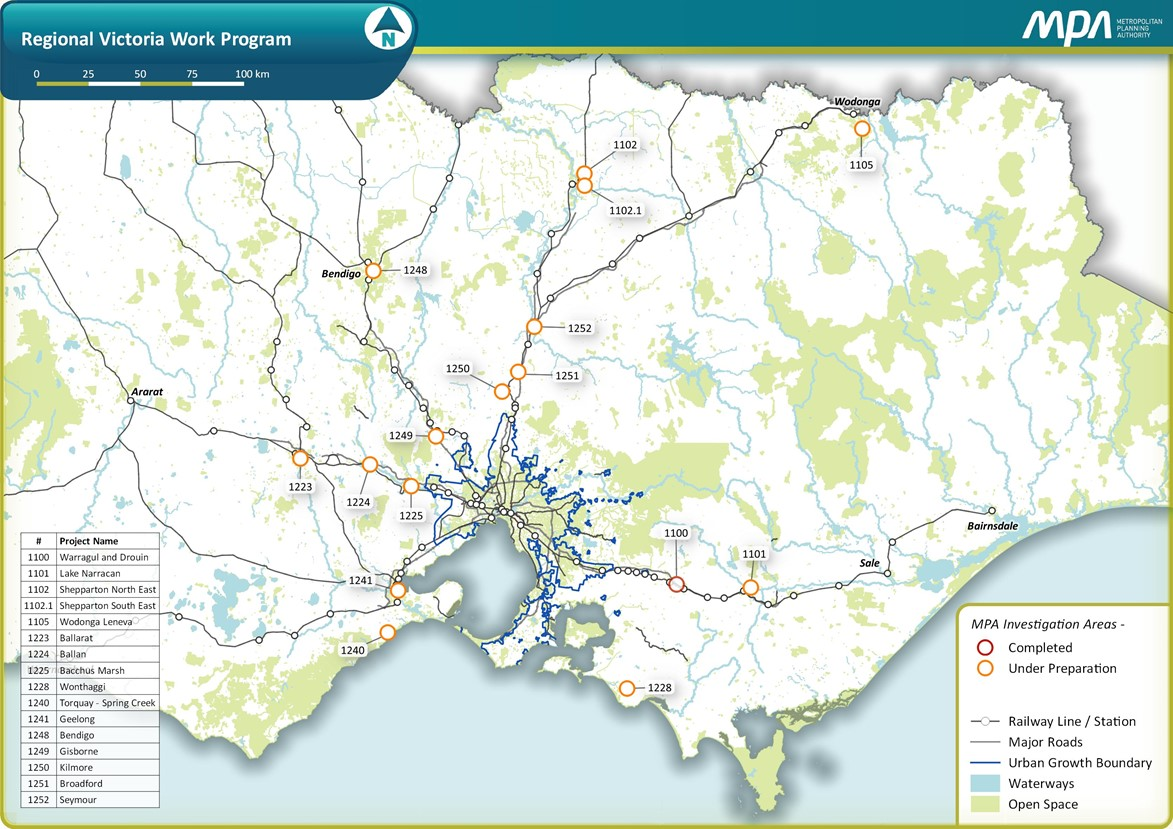 Regional Victoria Work Program
N
0 25 50 75 100 km
MPA METROPOLITAN PLANNING AUTHORITY
Wodonga
1102
1105
1102.1
Bendigo
1248
1252
1250
1251
Ararat
1249
1223
1224
1225
Bairnsdale
1100
1101
Sale
1241
1240
1228
# Project Name
1100 Warragul and Drouin
1101 Lake Narracan
1102 Shepparton North East
1102.1 Shepparton South East
1105 Wodonga Leneva
1223 Ballarat
1224 Ballan
1225 Bacchus Marsh
1228 Wonthaggi
1240 Torquay - Spring Creek
1241 Geelong
1248 Bendigo
1249 Gisborne
1250 Kilmore
1251 Broadford
1252 Seymour
MPA Investigation Areas -
Completed
Under Preparation
Railway Line / Station
Major Roads
Urban Growth Boundary
Waterways
Open Space